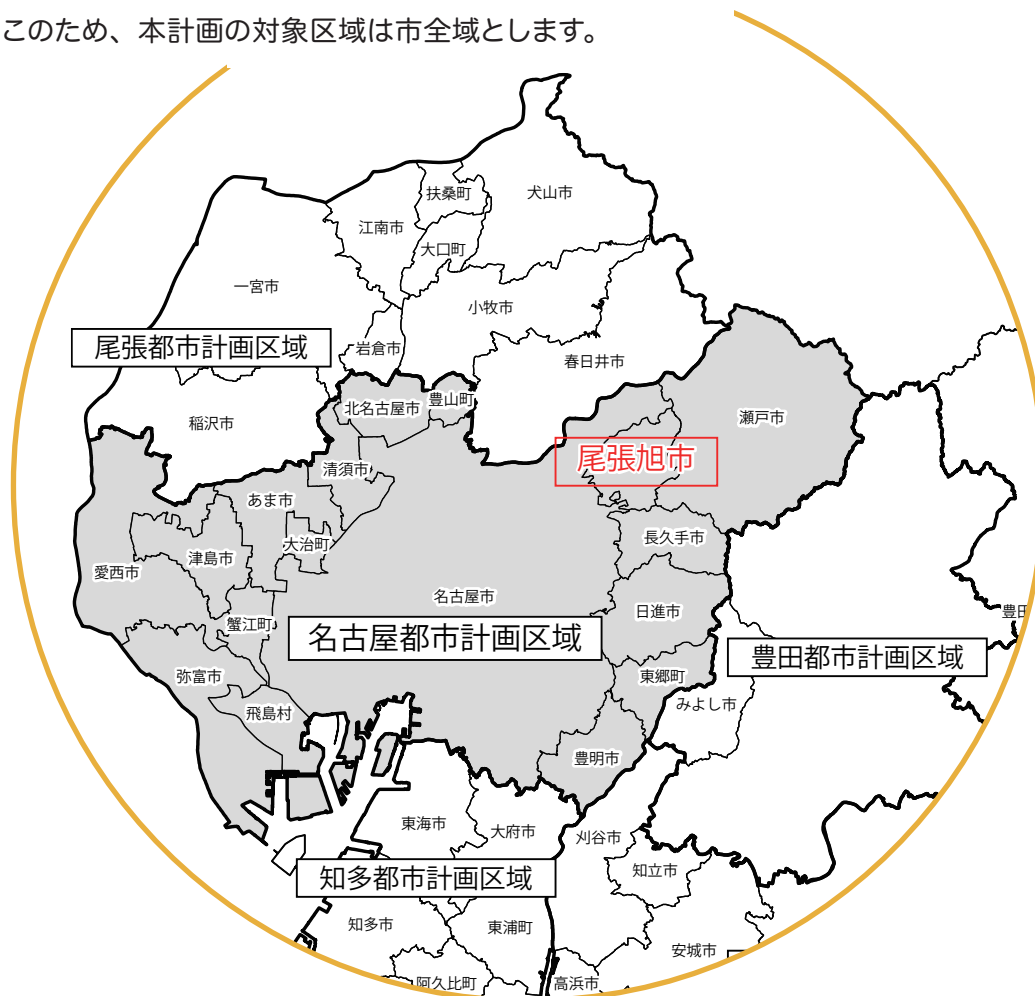 このため、本計画の対象区域は市全域とします。
扶桑町
犬山市
江南市
大口町
一宮市
小牧市
尾張都市計画区域
岩倉市
春日井市
豊山町
北名古屋市
稲沢市
瀬戸市
尾張旭市
清須市
あま市
長久手市
大治町
津島市
愛西市
名古屋市
日進市
豊田
蟹江町
名古屋都市計画区域
豊田都市計画区域
弥富市
東郷町
みよし市
飛島村
豊明市
東海市
大府市
刈谷市
知立市
知多都市計画区域
知多市
東浦町
安城市
阿久比町
高浜市